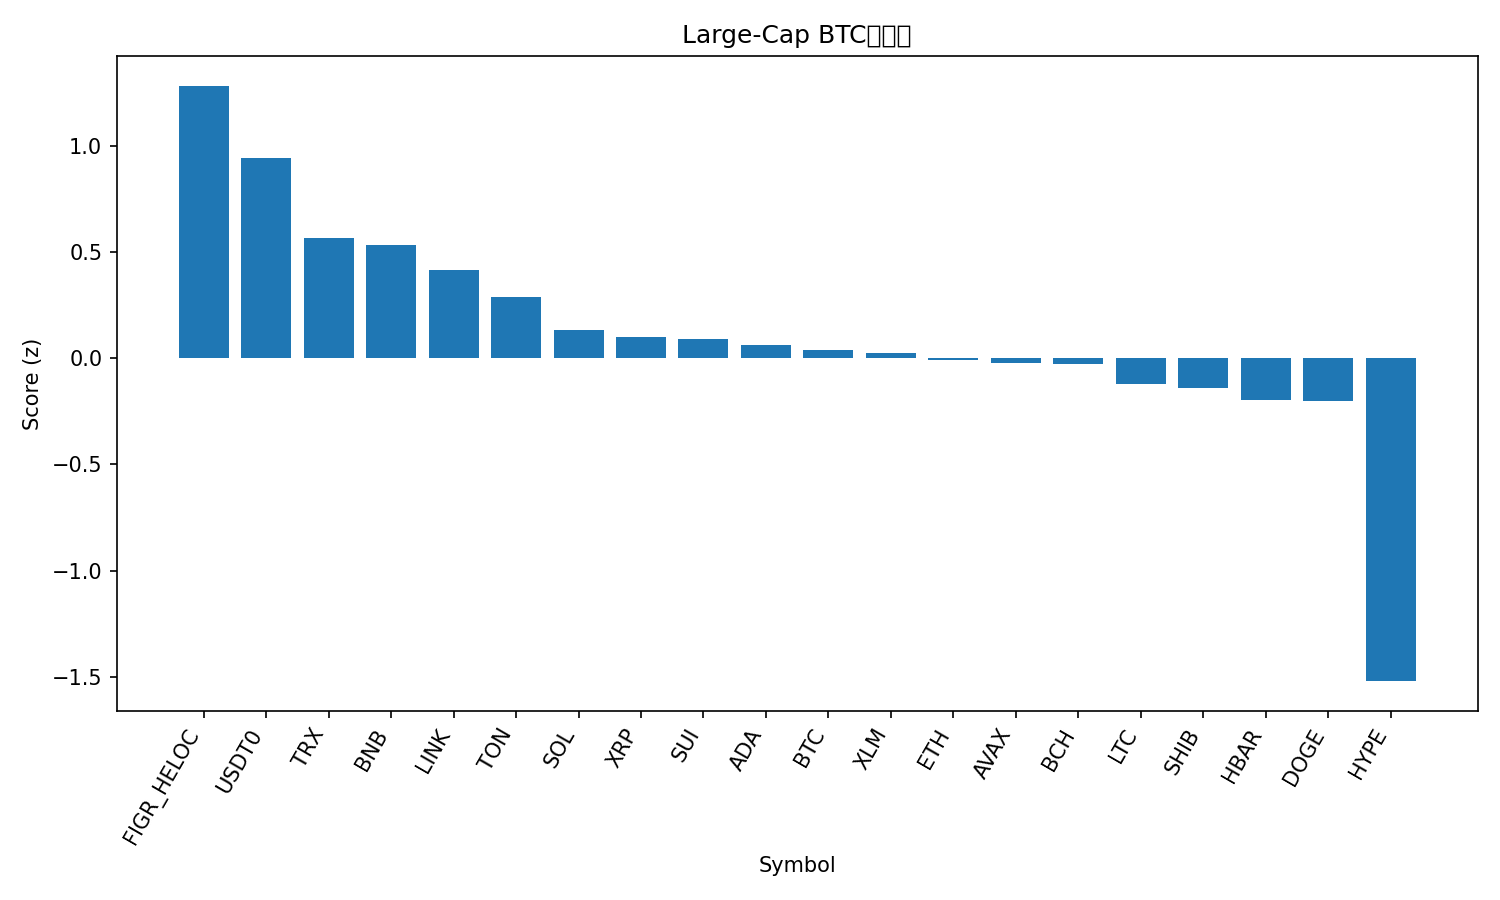 Large-Cap BTC
Score (z)
1.0
0.5
0.0
−0.5
−1.0
−1.5
FIGR_HELOC
USDT0
TRX
BNB
LINK
TON
SOL
XRP
SUI
ADA
BTC
XLM
ETH
AVAX
BCH
LTC
SHIB
HBAR
DOGE
HYPE
Symbol